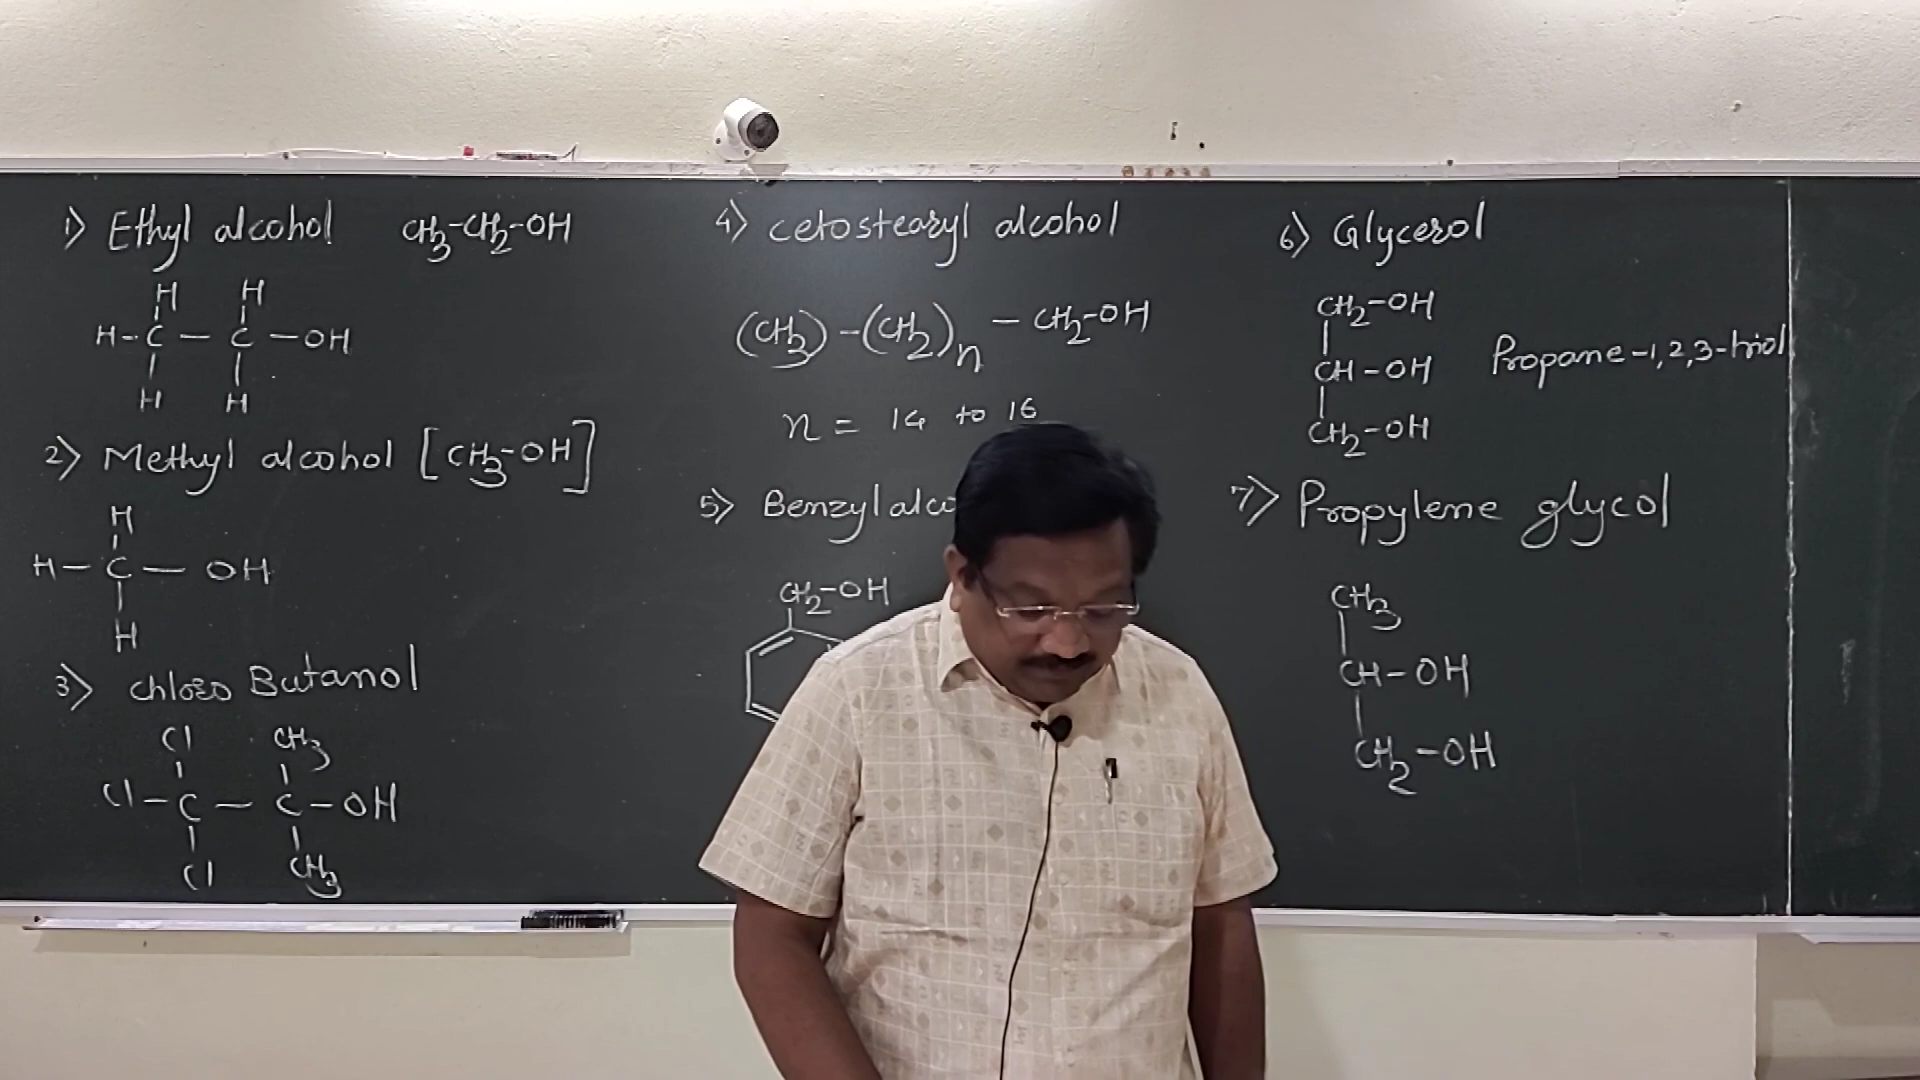 1) Ethyl alcohol CH3-CH2-OH
H H
H-C-C-OH
H H
2) Methyl alcohol [CH3-OH]
H
H-C-OH
H
3) chloro Butanol
Cl CH3
Cl-C-C-OH
Cl CH3
4) cetostearyl alcohol
(CH3)-(CH2)n-CH2-OH
n = 14 to 16
5) Benzyl alco
CH2-OH
6) Glycerol
CH2-OH
CH-OH Propane-1,2,3-triol
CH2-OH
7) Propylene glycol
CH3
CH-OH
CH2-OH